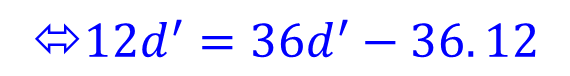 ⇔12d′ = 36d′ − 36.12